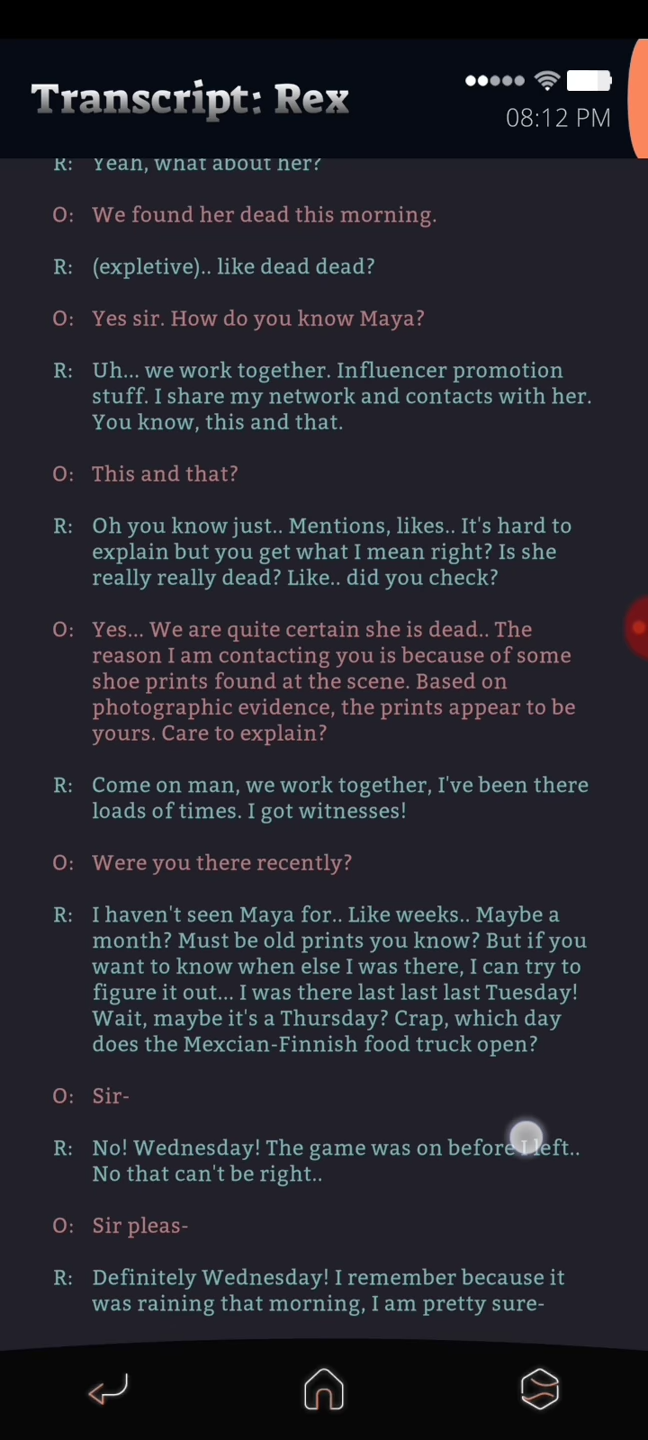 Transcript: Rex
08:12 PM
R: Yeah, what about her?
O: We found her dead this morning.
R: (expletive).. like dead dead?
O: Yes sir. How do you know Maya?
R: Uh... we work together. Influencer promotion
stuff. I share my network and contacts with her.
You know, this and that.
O: This and that?
R: Oh you know just.. Mentions, likes.. It's hard to
explain but you get what I mean right? Is she
really really dead? Like.. did you check?
O: Yes... We are quite certain she is dead.. The
reason I am contacting you is because of some
shoe prints found at the scene. Based on
photographic evidence, the prints appear to be
yours. Care to explain?
R: Come on man, we work together, I've been there
loads of times. I got witnesses!
O: Were you there recently?
R: I haven't seen Maya for.. Like weeks.. Maybe a
month? Must be old prints you know? But if you
want to know when else I was there, I can try to
figure it out... I was there last last last Tuesday!
Wait, maybe it's a Thursday? Crap, which day
does the Mexcian-Finnish food truck open?
O: Sir-
R: No! Wednesday! The game was on before I left..
No that can't be right..
O: Sir pleas-
R: Definitely Wednesday! I remember because it
was raining that morning, I am pretty sure-